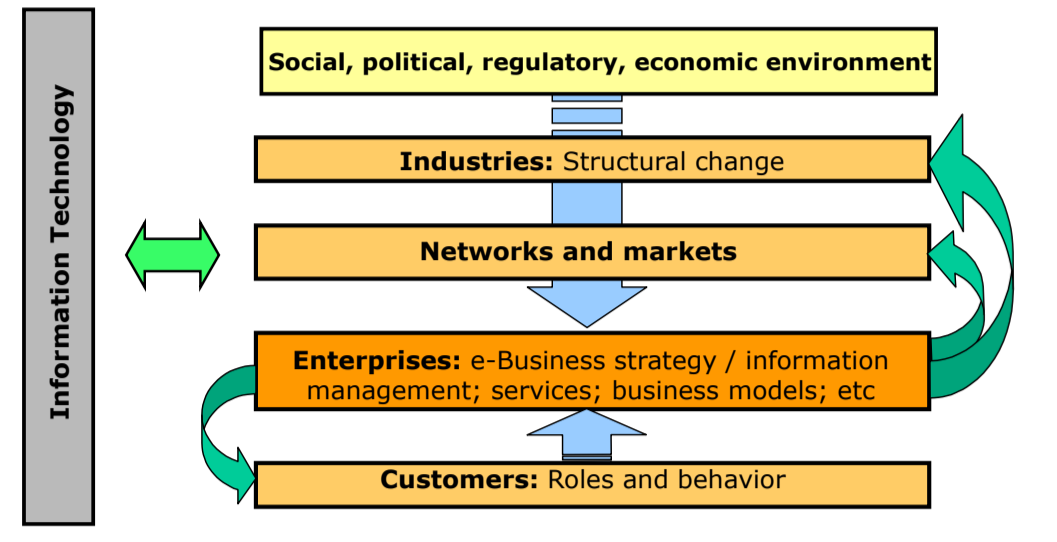 Information Technology
Social, political, regulatory, economic environment
Industries: Structural change
Networks and markets
Enterprises: e-Business strategy / information
management; services; business models; etc
Customers: Roles and behavior